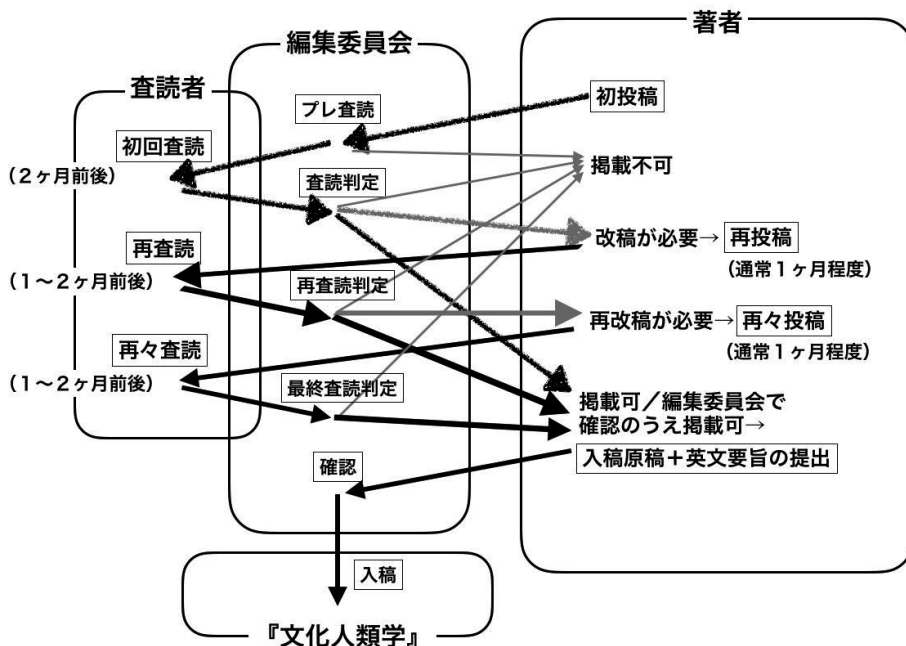 著者
編集委員会
査読者
初投稿
プレ査読
初回査読
(2ヶ月前後)
掲載不可
査読判定
改稿が必要→ 再投稿
(通常1ヶ月程度)
再査読
(1〜2ヶ月前後)
再査読判定
再改稿が必要→ 再々投稿
(通常1ヶ月程度)
再々査読
(1〜2ヶ月前後)
最終査読判定
掲載可/編集委員会で
確認のうえ掲載可→
入稿原稿+英文要旨の提出
確認
入稿
『文化人類学』